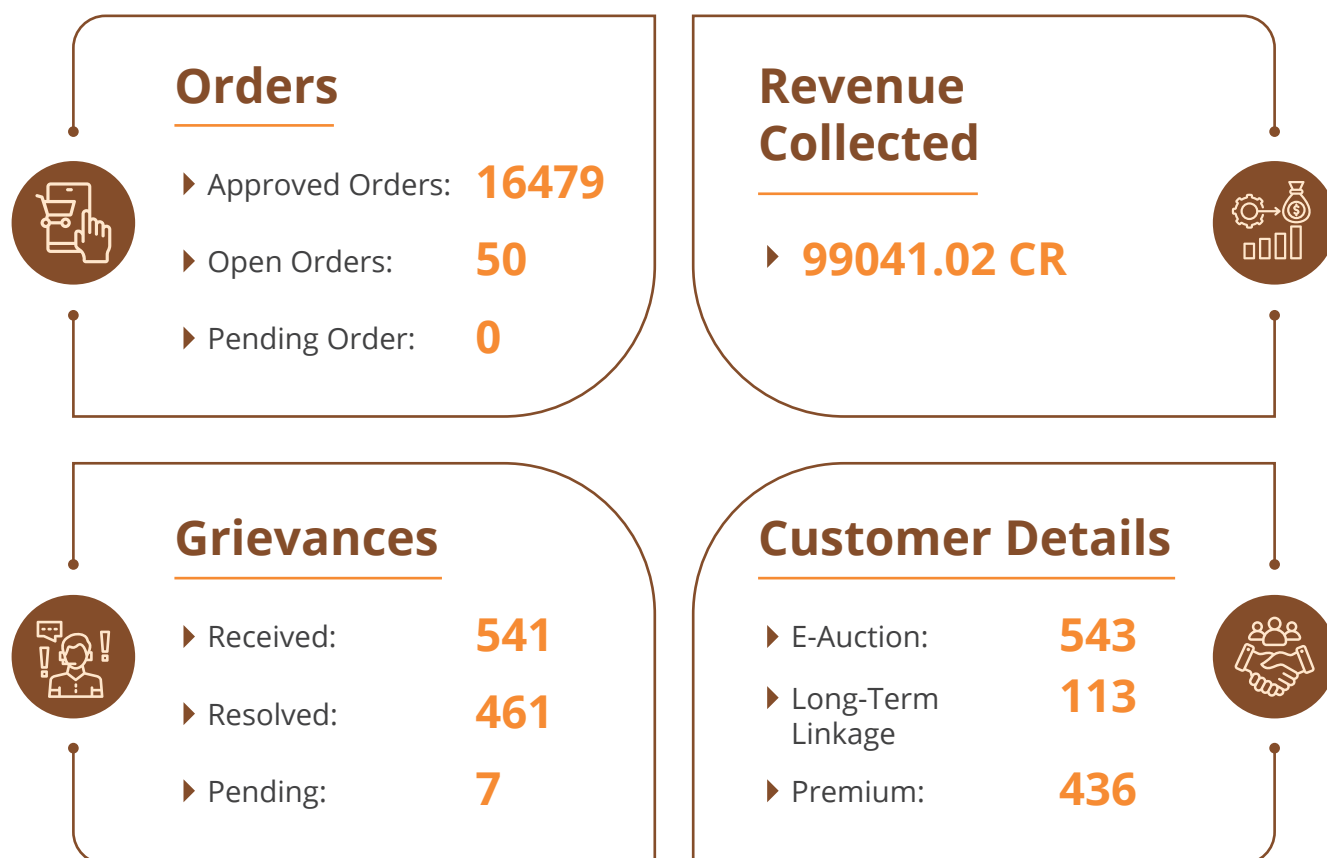 Orders
Approved Orders: 16479
Open Orders: 50
Pending Order: 0
Revenue
Collected
99041.02 CR
Grievances
Received: 541
Resolved: 461
Pending: 7
Customer Details
E-Auction: 543
Long-Term 113
Linkage
Premium: 436